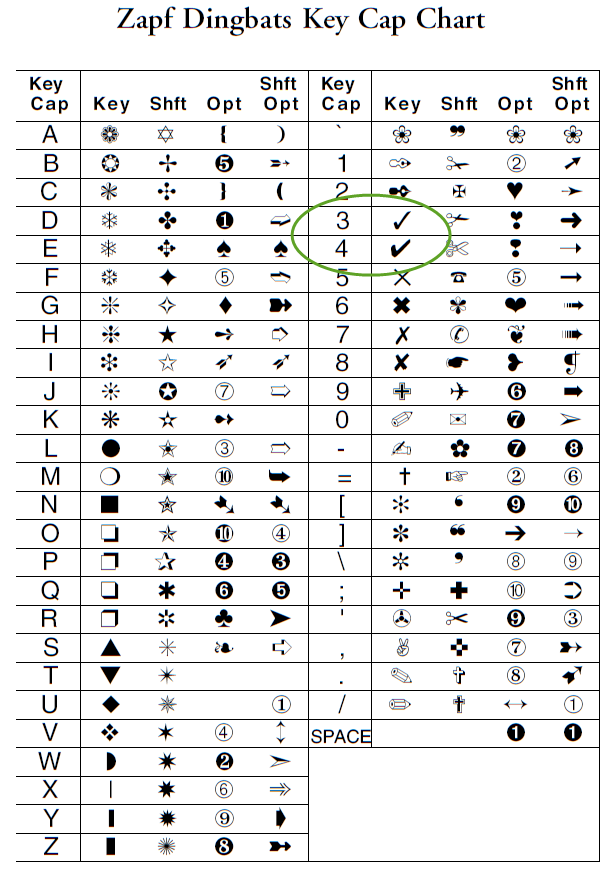 Zapf Dingbats Key Cap Chart
Key Cap Key Shft Opt Shft Opt Key Cap Key Shft Opt Shft Opt
A { ) `
B ❺ 1 ②
C } ( 2
D ❶ 3 ✓
E 4 ✔
F ⑤ 5 ⑤
G 6
H 7
I 8
J ⑦ 9 ❻
K 0 ❼
L ③ - ❼ ❽
M ⑩ = ② ⑥
N [ ❾ ❿
O ❿ ④ ]
P ❹ ❸ \ ⑧ ⑨
Q ❻ ❺ ; ⑩
R ' ❾ ③
S , ⑦
T . ⑧
U ① / ①
V ④ SPACE ❶ ❶
W ❷
X ⑥
Y ⑨
Z ❽